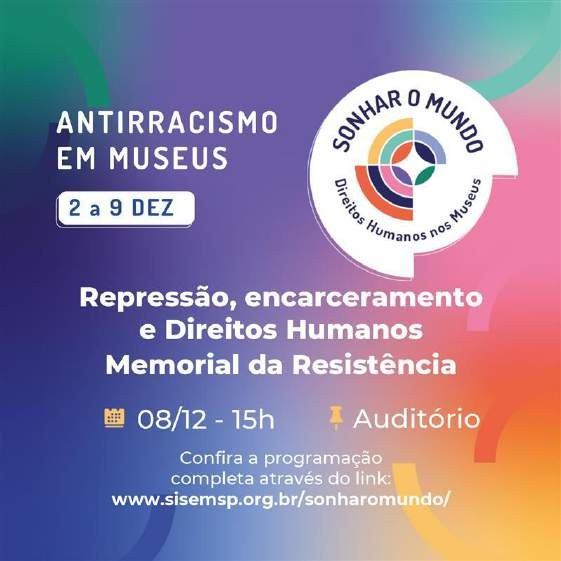 ANTIRRACISMO
EM MUSEUS
2 a 9 DEZ
SONHAR O MUNDO
Direitos Humanos nos Museus
Repressão, encarceramento
e Direitos Humanos
Memorial da Resistência
08/12 - 15h
Auditório
Confira a programação
completa através do link:
www.sisemsp.org.br/sonharomundo/